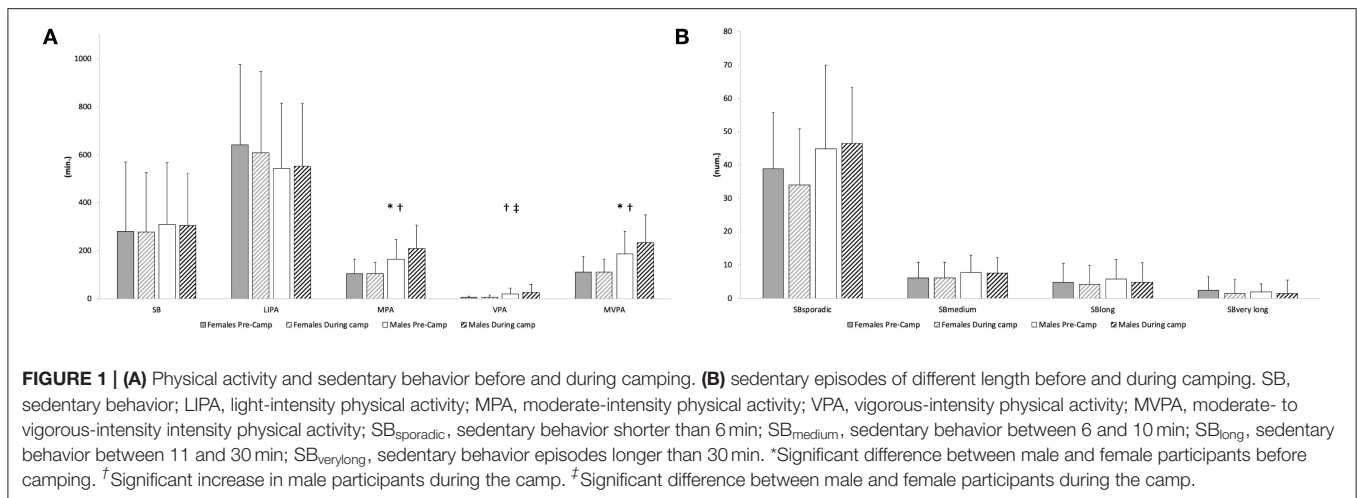 A
1000
800
600
400
200
0
(min.)
* †
† ‡
* †
SB LIPA MPA VPA MVPA
Females Pre-Camp Females During camp Males Pre-Camp Males During camp
B
80
70
60
50
40
30
20
10
0
(num.)
SBsporadic SBmedium SBlong SBvery long
Females Pre-Camp Females During camp Males Pre-Camp Males During camp
FIGURE 1 | (A) Physical activity and sedentary behavior before and during camping. (B) sedentary episodes of different length before and during camping. SB,
sedentary behavior; LIPA, light-intensity physical activity; MPA, moderate-intensity physical activity; VPA, vigorous-intensity physical activity; MVPA, moderate- to
vigorous-intensity intensity physical activity; SBsporadic, sedentary behavior shorter than 6 min; SBmedium, sedentary behavior between 6 and 10 min; SBlong, sedentary
behavior between 11 and 30 min; SBverylong, sedentary behavior episodes longer than 30 min. *Significant difference between male and female participants before
camping. †Significant increase in male participants during the camp. ‡Significant difference between male and female participants during the camp.